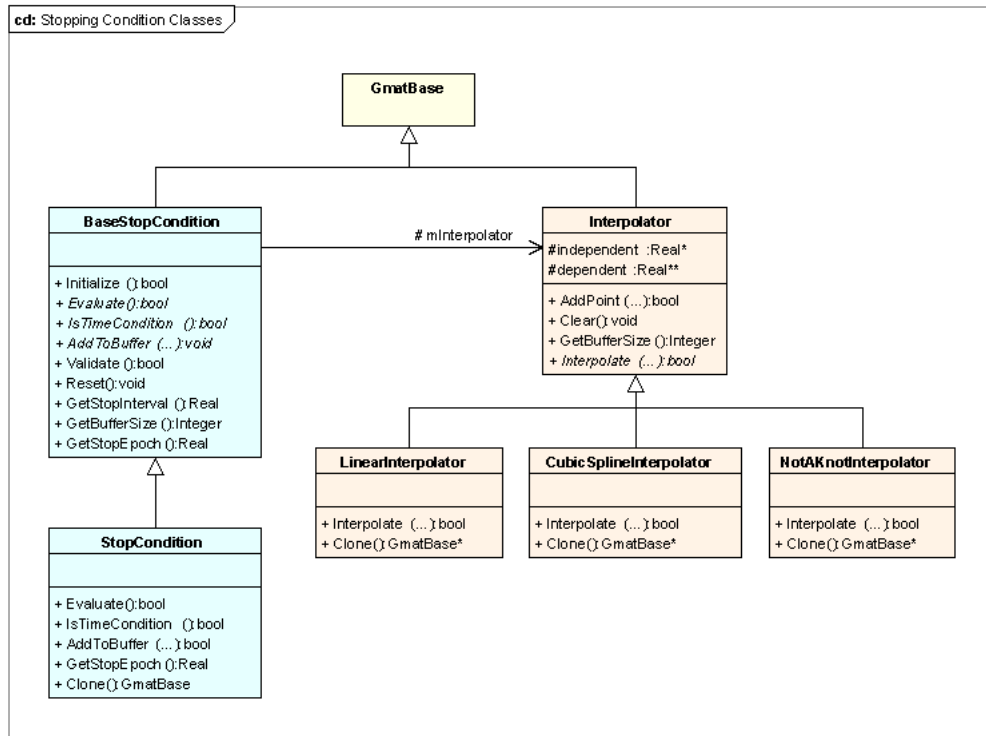 cd: Stopping Condition Classes
GmatBase
BaseStopCondition
+ Initialize ():bool
+ Evaluate():bool
+ IsTimeCondition ():bool
+ AddToBuffer (...):void
+ Validate ():bool
+ Reset():void
+ GetStopInterval ():Real
+ GetBufferSize ():Integer
+ GetStopEpoch ():Real
# mInterpolator
Interpolator
#independent :Real*
#dependent :Real**
+ AddPoint (...):bool
+ Clear():void
+ GetBufferSize ():Integer
+ Interpolate (...):bool
StopCondition
+ Evaluate():bool
+ IsTimeCondition ():bool
+ AddToBuffer (...):bool
+ GetStopEpoch ():Real
+ Clone():GmatBase
LinearInterpolator
+ Interpolate (...):bool
+ Clone():GmatBase*
CubicSplineInterpolator
+ Interpolate (...):bool
+ Clone():GmatBase*
NotAKnotInterpolator
+ Interpolate (...):bool
+ Clone():GmatBase*